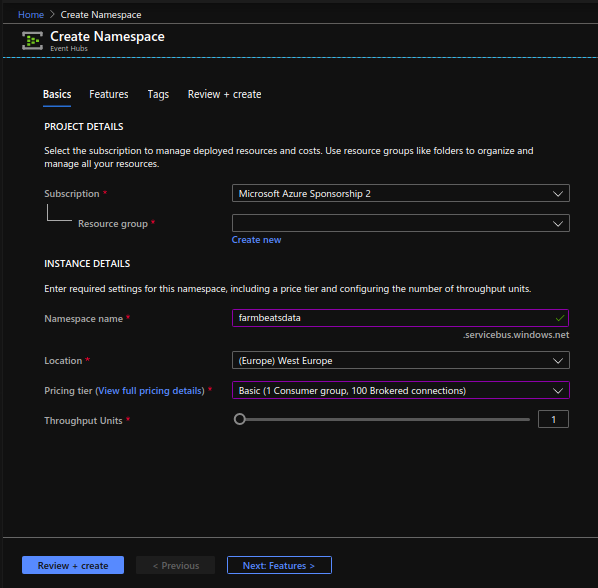 Home > Create Namespace
Create Namespace
Event Hubs
Basics Features Tags Review + create
PROJECT DETAILS
Select the subscription to manage deployed resources and costs. Use resource groups like folders to organize and
manage all your resources.
Subscription * Microsoft Azure Sponsorship 2
Resource group *
Create new
INSTANCE DETAILS
Enter required settings for this namespace, including a price tier and configuring the number of throughput units.
Namespace name * farmbeatsdata
.servicebus.windows.net
Location * (Europe) West Europe
Pricing tier (View full pricing details) * Basic (1 Consumer group, 100 Brokered connections)
Throughput Units * 1
Review + create < Previous Next: Features >